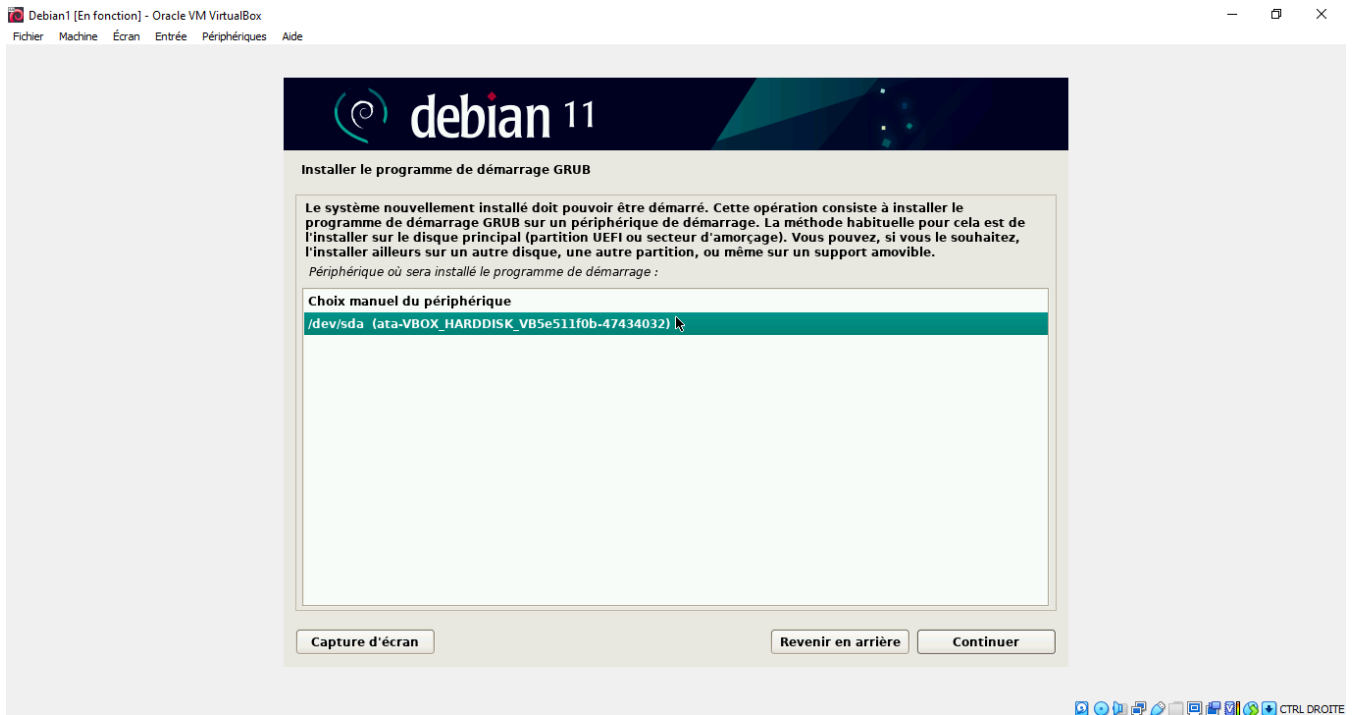 Debian1 [En fonction] - Oracle VM VirtualBox
Fichier Machine Écran Entrée Périphériques Aide
debian 11
Installer le programme de démarrage GRUB
Le système nouvellement installé doit pouvoir être démarré. Cette opération consiste à installer le
programme de démarrage GRUB sur un périphérique de démarrage. La méthode habituelle pour cela est de
l'installer sur le disque principal (partition UEFI ou secteur d'amorçage). Vous pouvez, si vous le souhaitez,
l'installer ailleurs sur un autre disque, une autre partition, ou même sur un support amovible.
Périphérique où sera installé le programme de démarrage :
Choix manuel du périphérique
/dev/sda (ata-VBOX_HARDDISK_VB5e511f0b-47434032)
Capture d'écran Revenir en arrière Continuer
CTRL DROITE